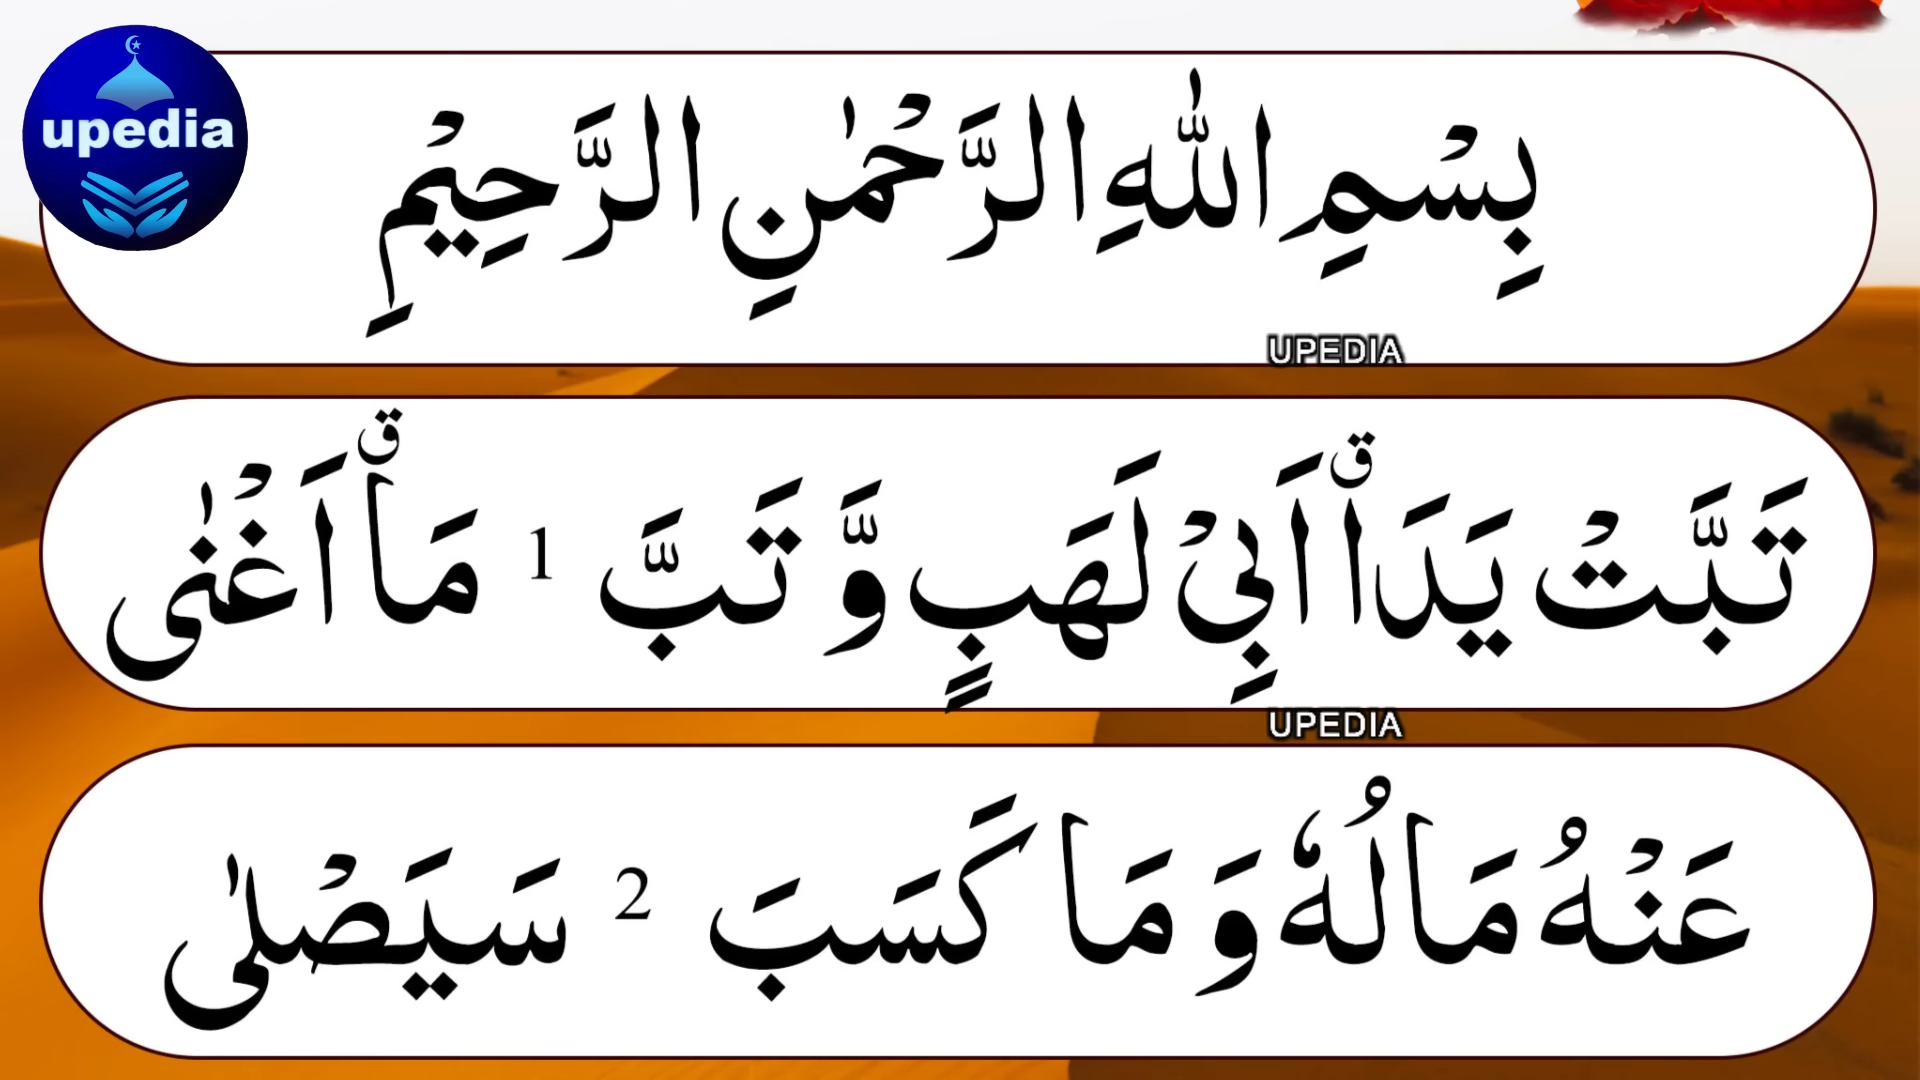 upedia
بِسْمِ اللّٰهِ الرَّحْمٰنِ الرَّحِيْمِ
UPEDIA
تَبَّتْ يَدَاۤ اَبِيْ لَهَبٍ وَّ تَبَّ 1 مَاۤ اَغْنٰى
UPEDIA
عَنْهُ مَالُهٗ وَ مَا كَسَبَ 2 سَيَصْلٰى